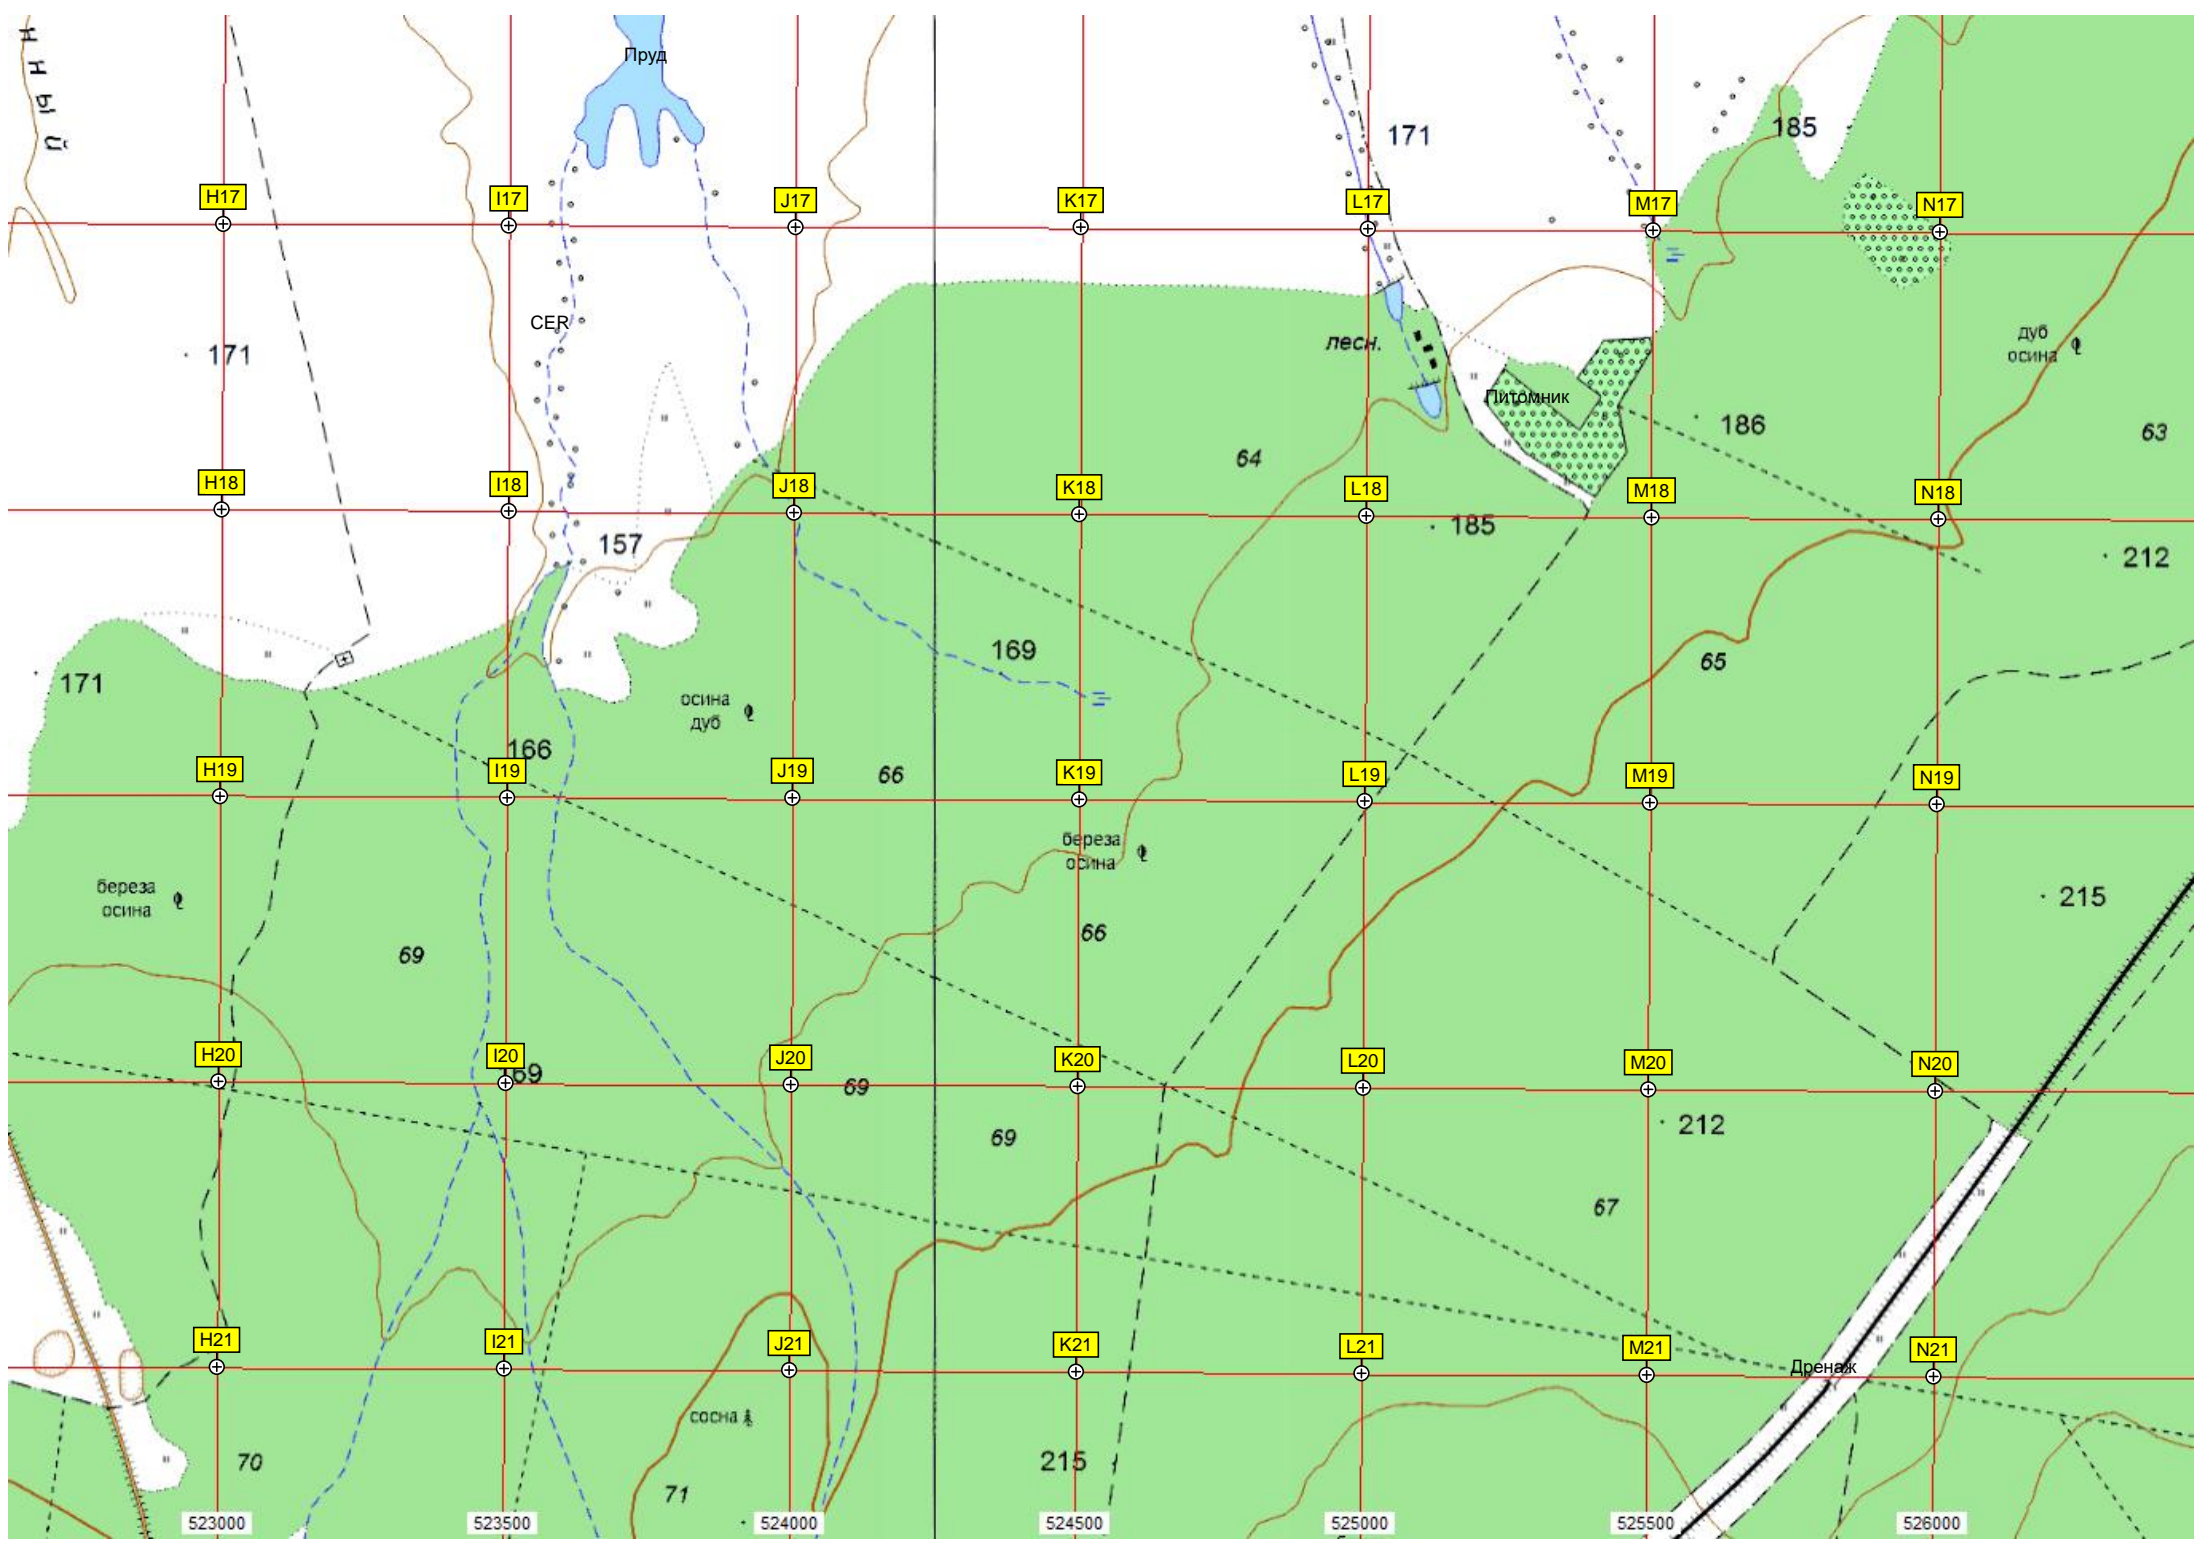 нный
Пруд
171
185
H17
I17
J17
K17
L17
M17
N17
CER
171
лесн.
дуб
осина
Питомник
186
63
64
H18
I18
J18
K18
L18
M18
N18
157
185
212
169
65
171
осина
дуб
166
H19
I19
J19
66
K19
L19
M19
N19
береза
осина
береза
осина
215
69
66
H20
I20
J20
K20
L20
M20
N20
69
69
69
212
67
H21
I21
J21
K21
L21
M21
N21
Дренаж
сосна
70
71
215
523000
523500
524000
524500
525000
525500
526000